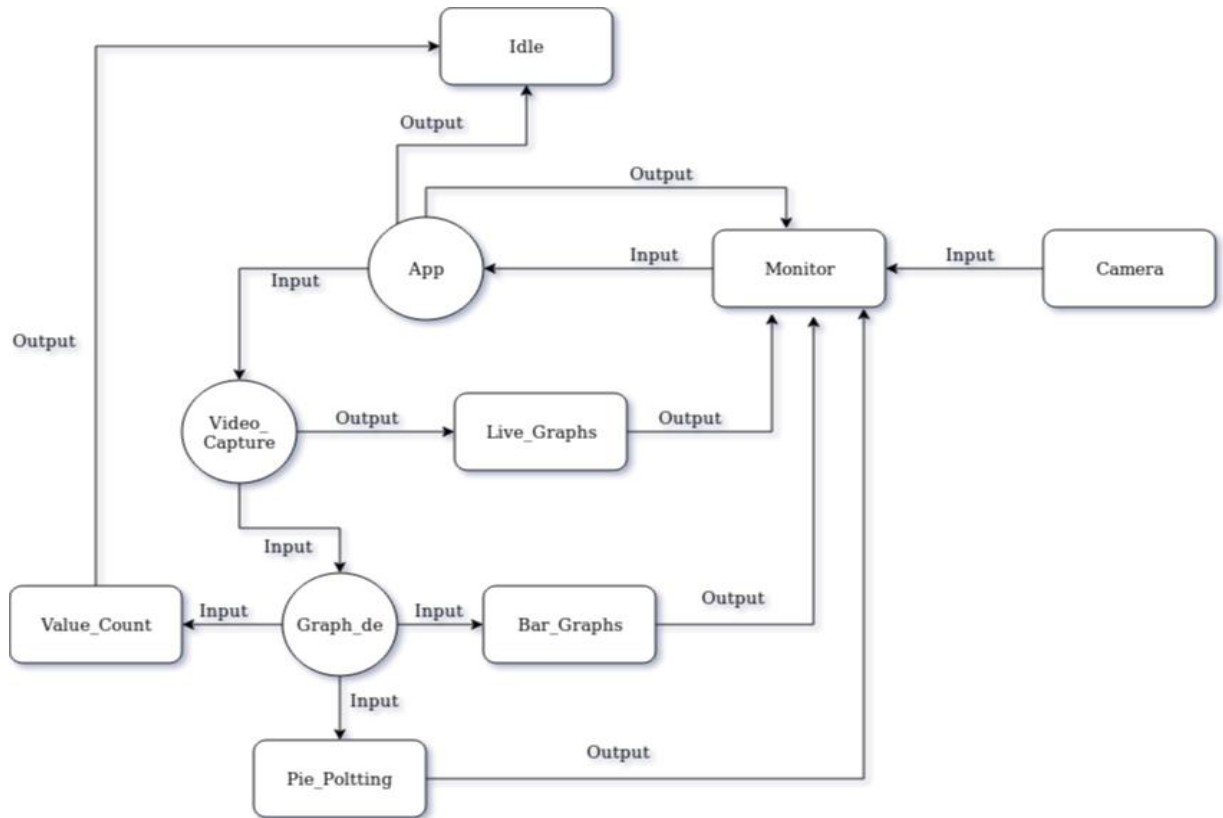 Idle
Output
Output
App
Input
Monitor
Input
Camera
Input
Output
Video_
Capture
Output
Live_Graphs
Output
Input
Value_Count
Input
Graph_de
Input
Bar_Graphs
Output
Input
Pie_Poltting
Output